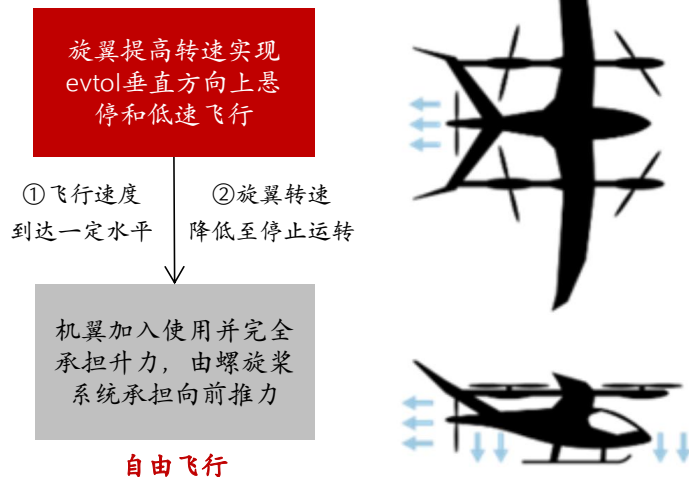 旋翼提高转速实现
evtol垂直方向上悬
停和低速飞行
①飞行速度
到达一定水平
②旋翼转速
降低至停止运转
机翼加入使用并完全
承担升力，由螺旋桨
系统承担向前推力
自由飞行